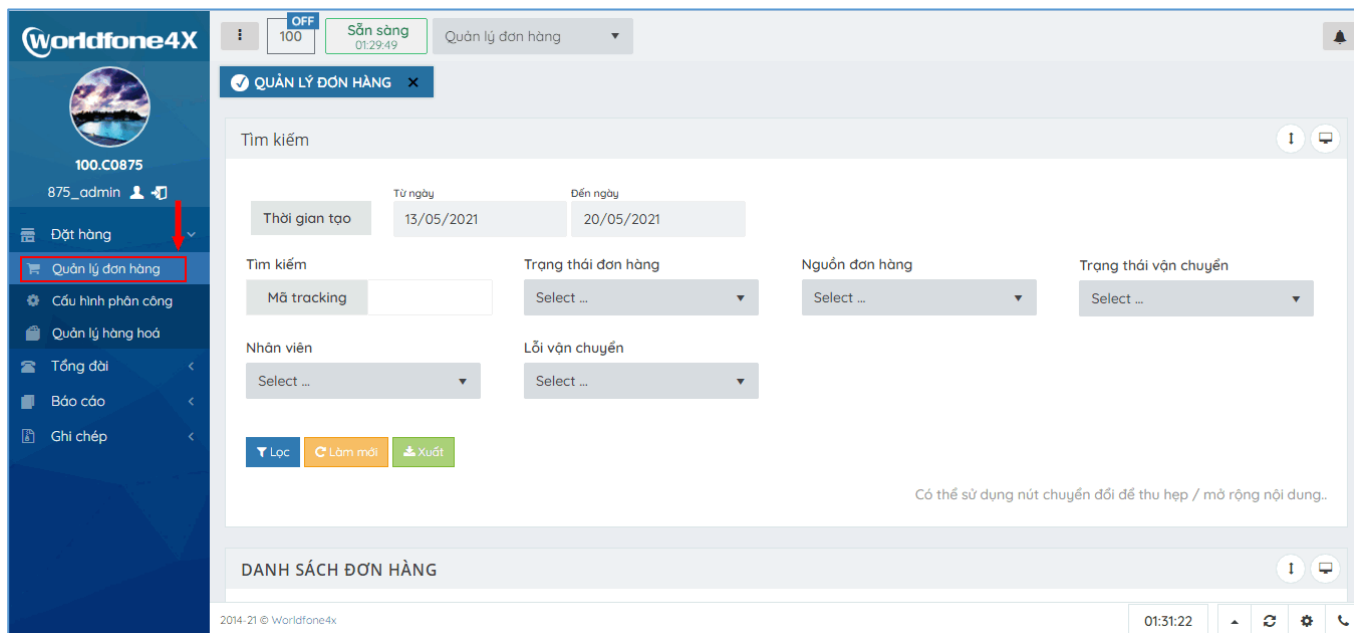 Worldfone4X
100.C0875
875_admin
Đặt hàng
Quản lý đơn hàng
Cấu hình phân công
Quản lý hàng hoá
Tổng đài
Báo cáo
Ghi chép
100 OFF
Sẵn sàng
01:29:49
Quản lý đơn hàng
QUẢN LÝ ĐƠN HÀNG
Tìm kiếm
Từ ngày Đến ngày
Thời gian tạo 13/05/2021 20/05/2021
Tìm kiếm Trạng thái đơn hàng Nguồn đơn hàng Trạng thái vận chuyển
Mã tracking Select ... Select ... Select ...
Nhân viên Lỗi vận chuyển
Select ... Select ...
Lọc Làm mới Xuất
Có thể sử dụng nút chuyển đổi để thu hẹp / mở rộng nội dung..
DANH SÁCH ĐƠN HÀNG
2014-21 © Worldfone4x
01:31:22